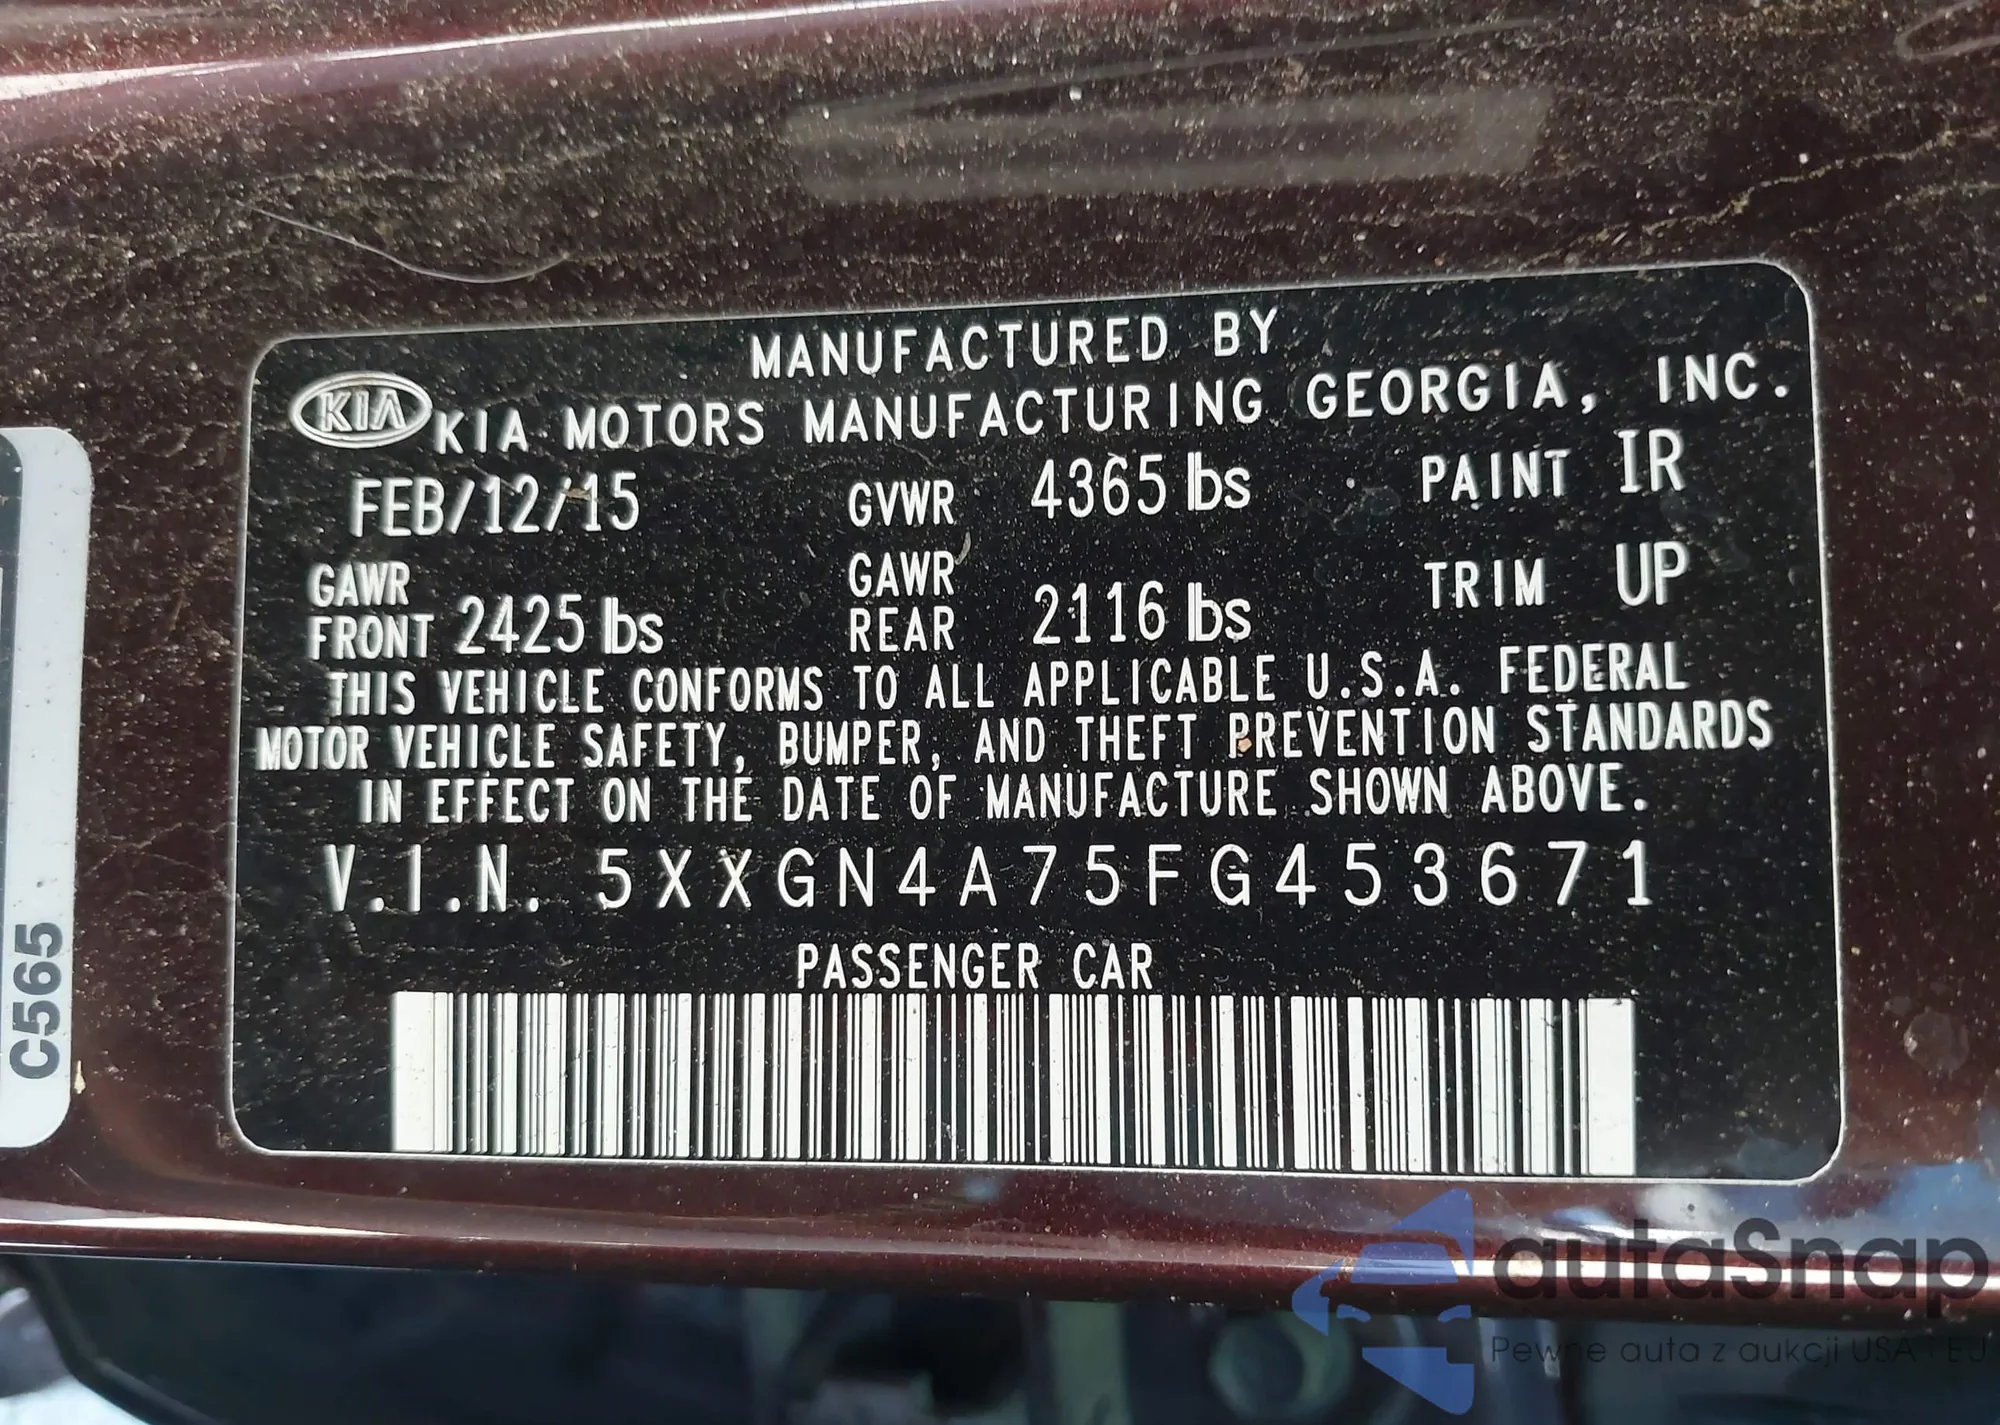 MANUFACTURED BY
KIA KIA MOTORS MANUFACTURING GEORGIA, INC.
FEB/12/15 GVWR 4365 lbs PAINT IR
GAWR FRONT 2425 lbs GAWR REAR 2116 lbs TRIM UP
THIS VEHICLE CONFORMS TO ALL APPLICABLE U.S.A. FEDERAL
MOTOR VEHICLE SAFETY, BUMPER, AND THEFT PREVENTION STANDARDS
IN EFFECT ON THE DATE OF MANUFACTURE SHOWN ABOVE.
V.I.N. 5XXGN4A75FG453671
PASSENGER CAR
C565
autaSnap
Pewne auta z aukcji USA - EU